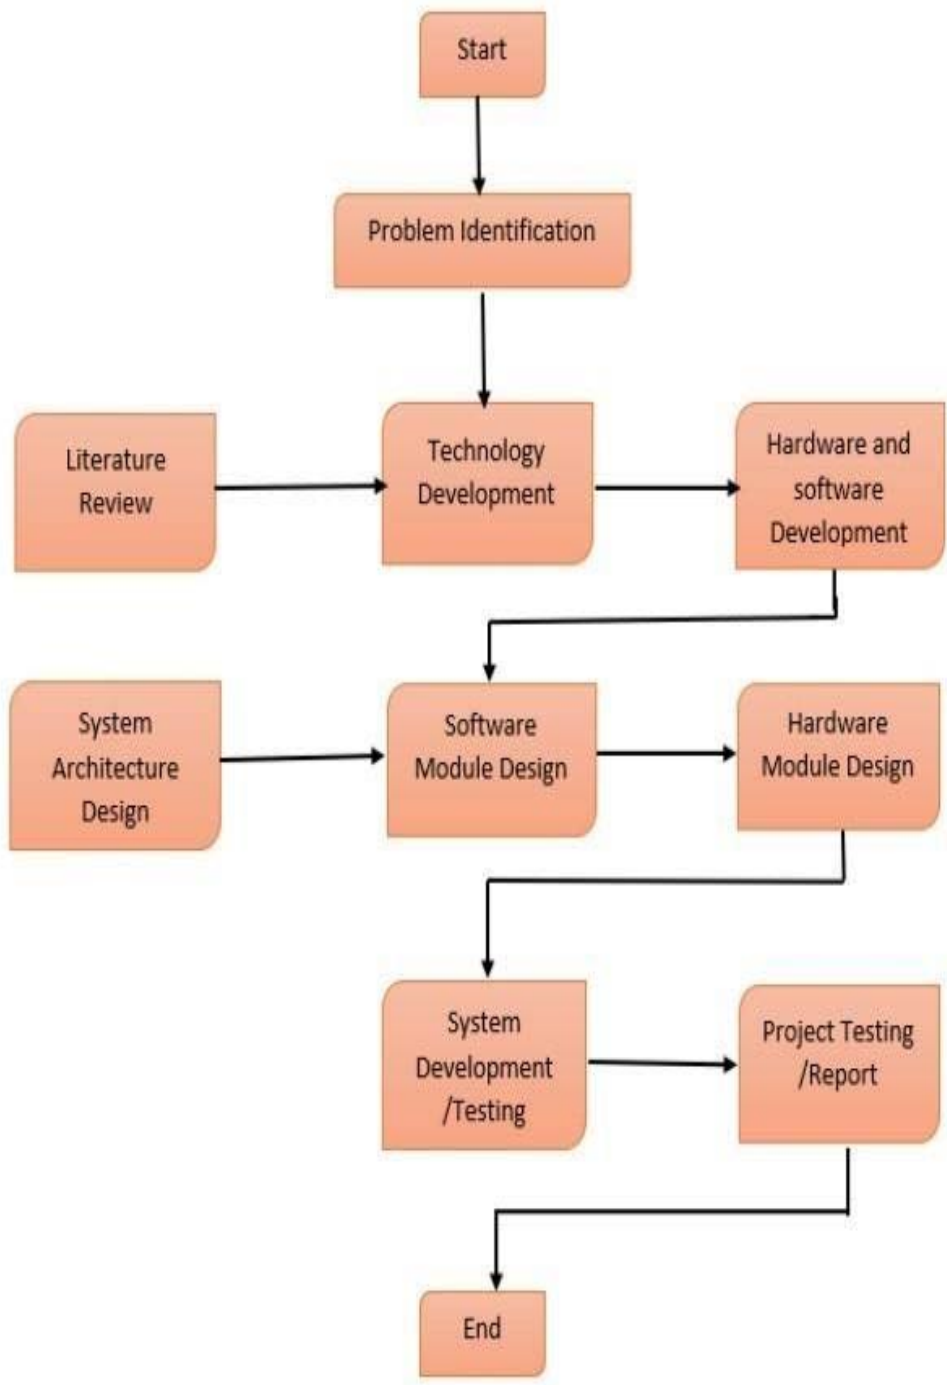 Start
Problem Identification
Literature
Review
Technology
Development
Hardware and
software
Development
System
Architecture
Design
Software
Module Design
Hardware
Module Design
System
Development
/Testing
Project Testing
/Report
End